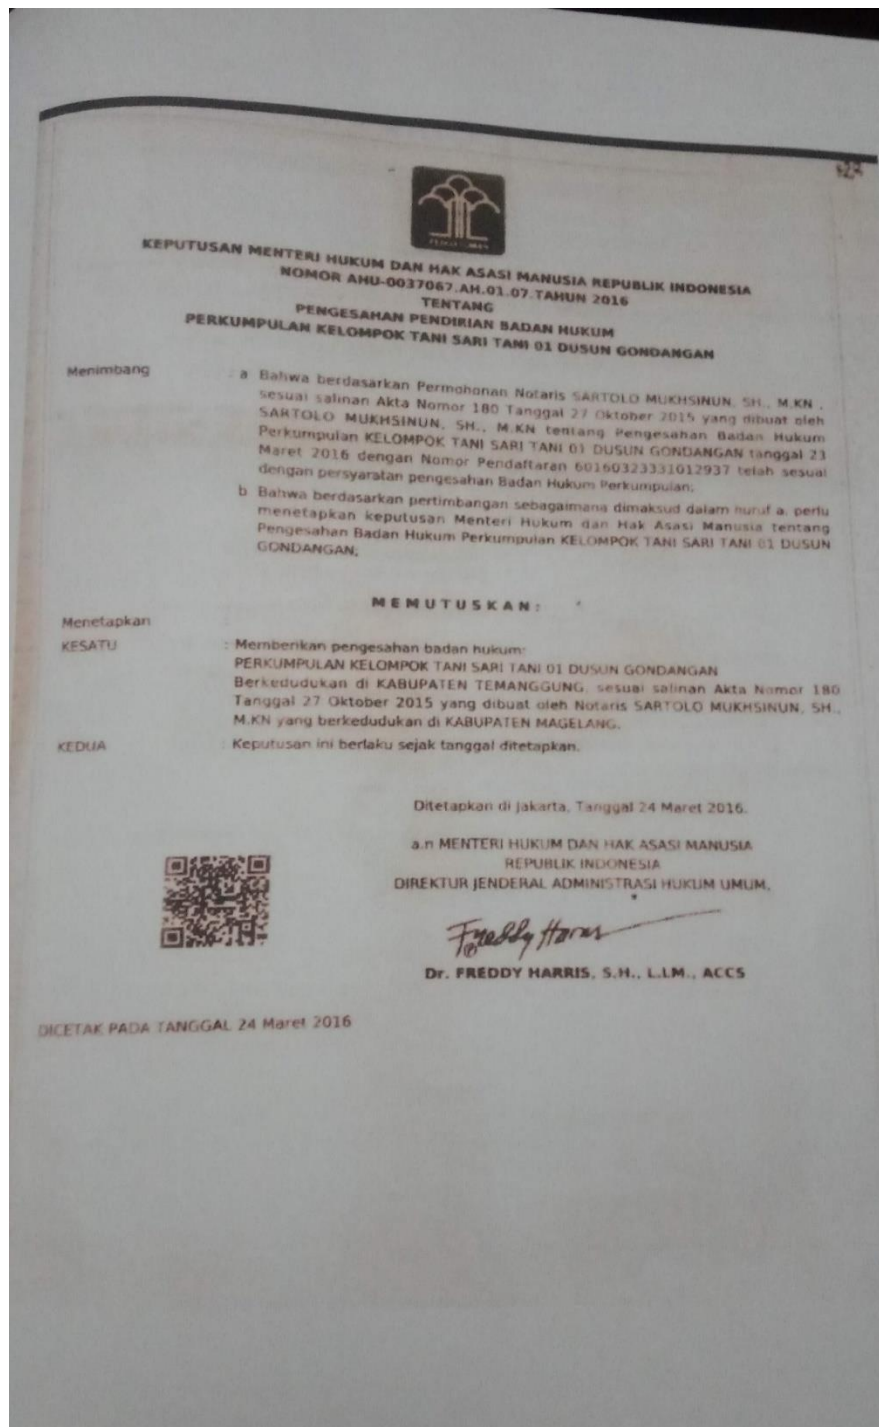 KEPUTUSAN MENTERI HUKUM DAN HAK ASASI MANUSIA REPUBLIK INDONESIA
NOMOR AHU-0037067.AH.01.07.TAHUN 2016
TENTANG
PENGESAHAN PENDIRIAN BADAN HUKUM
PERKUMPULAN KELOMPOK TANI SARI TANI 01 DUSUN GONDANGAN
Menimbang : a Bahwa berdasarkan Permohonan Notaris SARTOLO MUKHSINUN, SH., M.KN ,
sesuai salinan Akta Nomor 180 Tanggal 27 Oktober 2015 yang dibuat oleh
SARTOLO MUKHSINUN, SH., M.KN tentang Pengesahan Badan Hukum
Perkumpulan KELOMPOK TANI SARI TANI 01 DUSUN GONDANGAN tanggal 23
Maret 2016 dengan Nomor Pendaftaran 60160323331012937 telah sesuai
dengan persyaratan pengesahan Badan Hukum Perkumpulan;
b Bahwa berdasarkan pertimbangan sebagaimana dimaksud dalam huruf a, perlu
menetapkan keputusan Menteri Hukum dan Hak Asasi Manusia tentang
Pengesahan Badan Hukum Perkumpulan KELOMPOK TANI SARI TANI 01 DUSUN
GONDANGAN;
MEMUTUSKAN:
Menetapkan
KESATU : Memberikan pengesahan badan hukum:
PERKUMPULAN KELOMPOK TANI SARI TANI 01 DUSUN GONDANGAN
Berkedudukan di KABUPATEN TEMANGGUNG, sesuai salinan Akta Nomor 180
Tanggal 27 Oktober 2015 yang dibuat oleh Notaris SARTOLO MUKHSINUN, SH.,
M.KN yang berkedudukan di KABUPATEN MAGELANG.
KEDUA : Keputusan ini berlaku sejak tanggal ditetapkan.
Ditetapkan di Jakarta, Tanggal 24 Maret 2016.
a.n MENTERI HUKUM DAN HAK ASASI MANUSIA
REPUBLIK INDONESIA
DIREKTUR JENDERAL ADMINISTRASI HUKUM UMUM,
Freddy Harris
Dr. FREDDY HARRIS, S.H., L.LM., ACCS
DICETAK PADA TANGGAL 24 Maret 2016